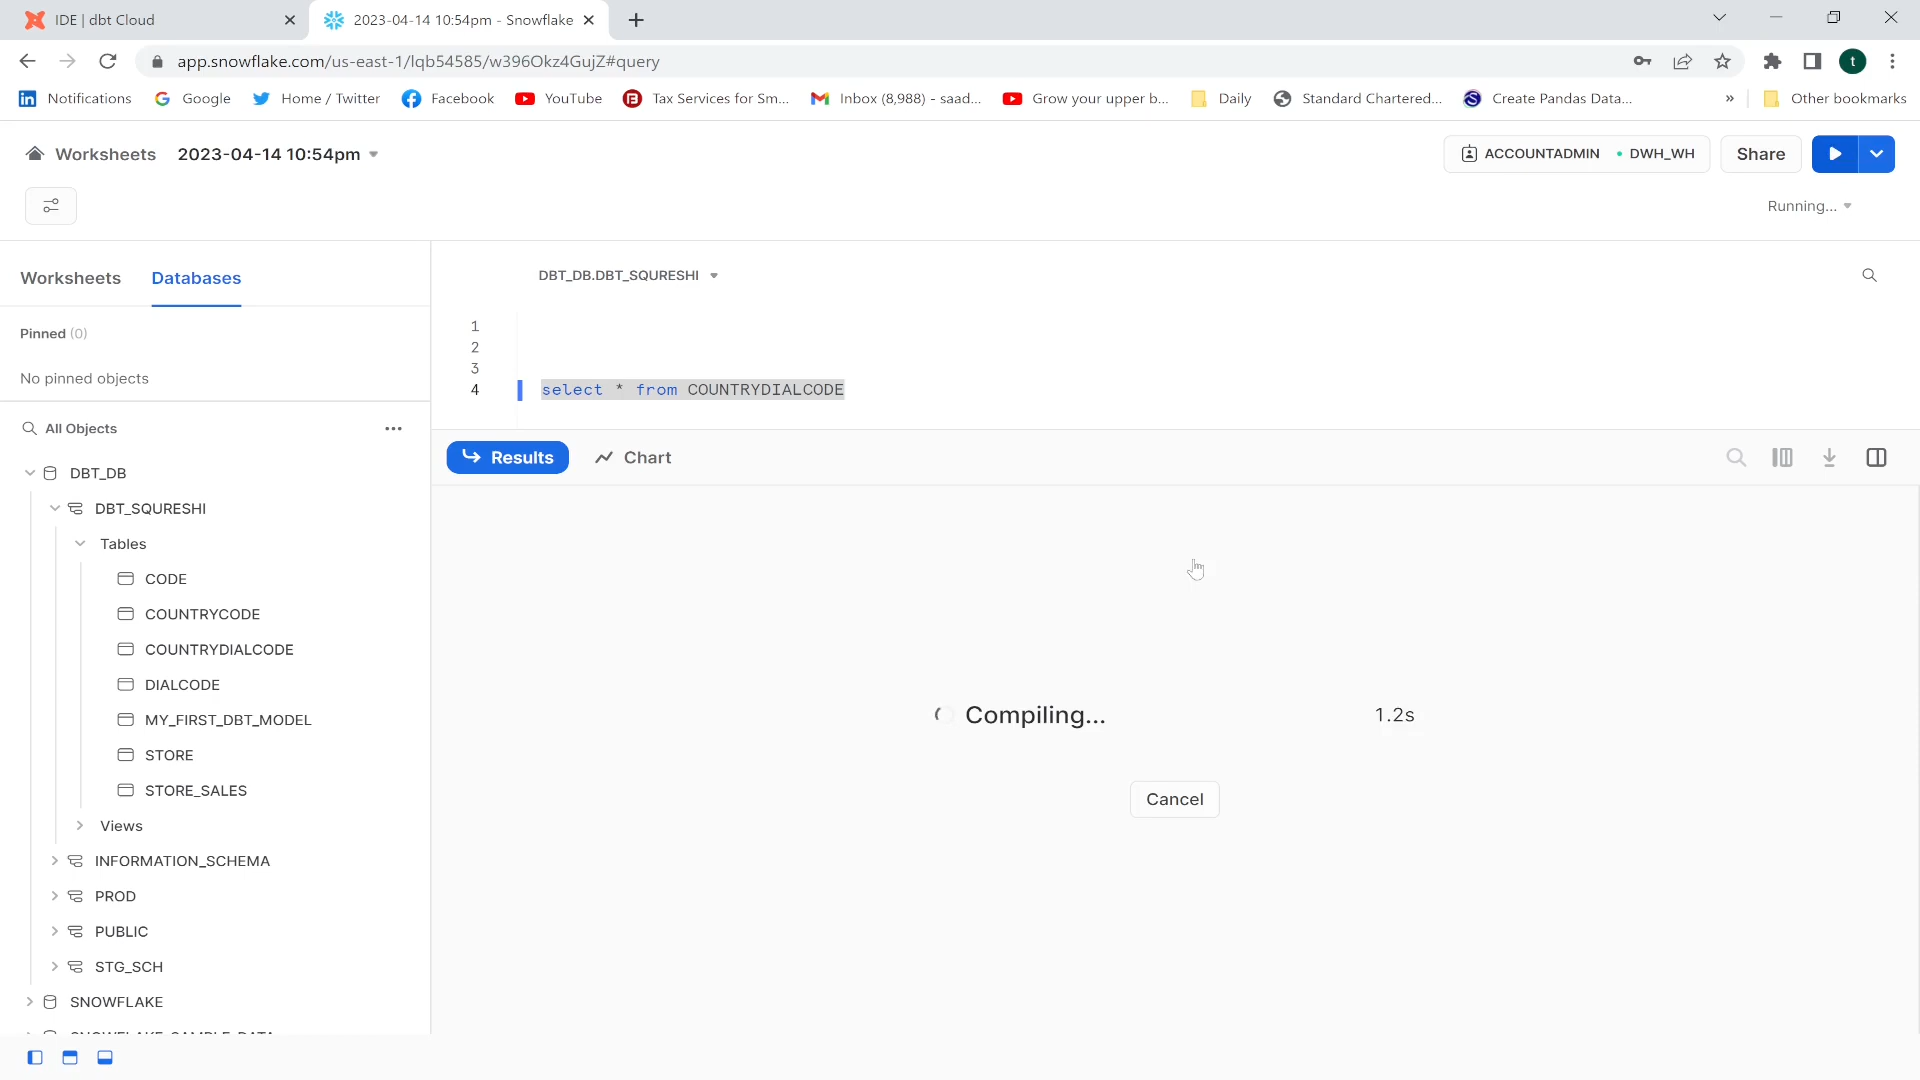 IDE | dbt Cloud
2023-04-14 10:54pm - Snowflake
app.snowflake.com/us-east-1/lqb54585/w396Okz4GujZ#query
t
Notifications
Google
Home / Twitter
Facebook
YouTube
Tax Services for Sm...
Inbox (8,988) - saad...
Grow your upper b...
Daily
Standard Chartered...
Create Pandas Data...
»
Other bookmarks
Worksheets
2023-04-14 10:54pm
ACCOUNTADMIN
DWH_WH
Share
Running...
Worksheets
Databases
DBT_DB.DBT_SQURESHI
Pinned (0)
No pinned objects
1
2
3
4 select * from COUNTRYDIALCODE
All Objects
Results
Chart
DBT_DB
DBT_SQURESHI
Tables
CODE
COUNTRYCODE
COUNTRYDIALCODE
DIALCODE
MY_FIRST_DBT_MODEL
STORE
STORE_SALES
Views
INFORMATION_SCHEMA
PROD
PUBLIC
STG_SCH
SNOWFLAKE
Compiling...
1.2s
Cancel